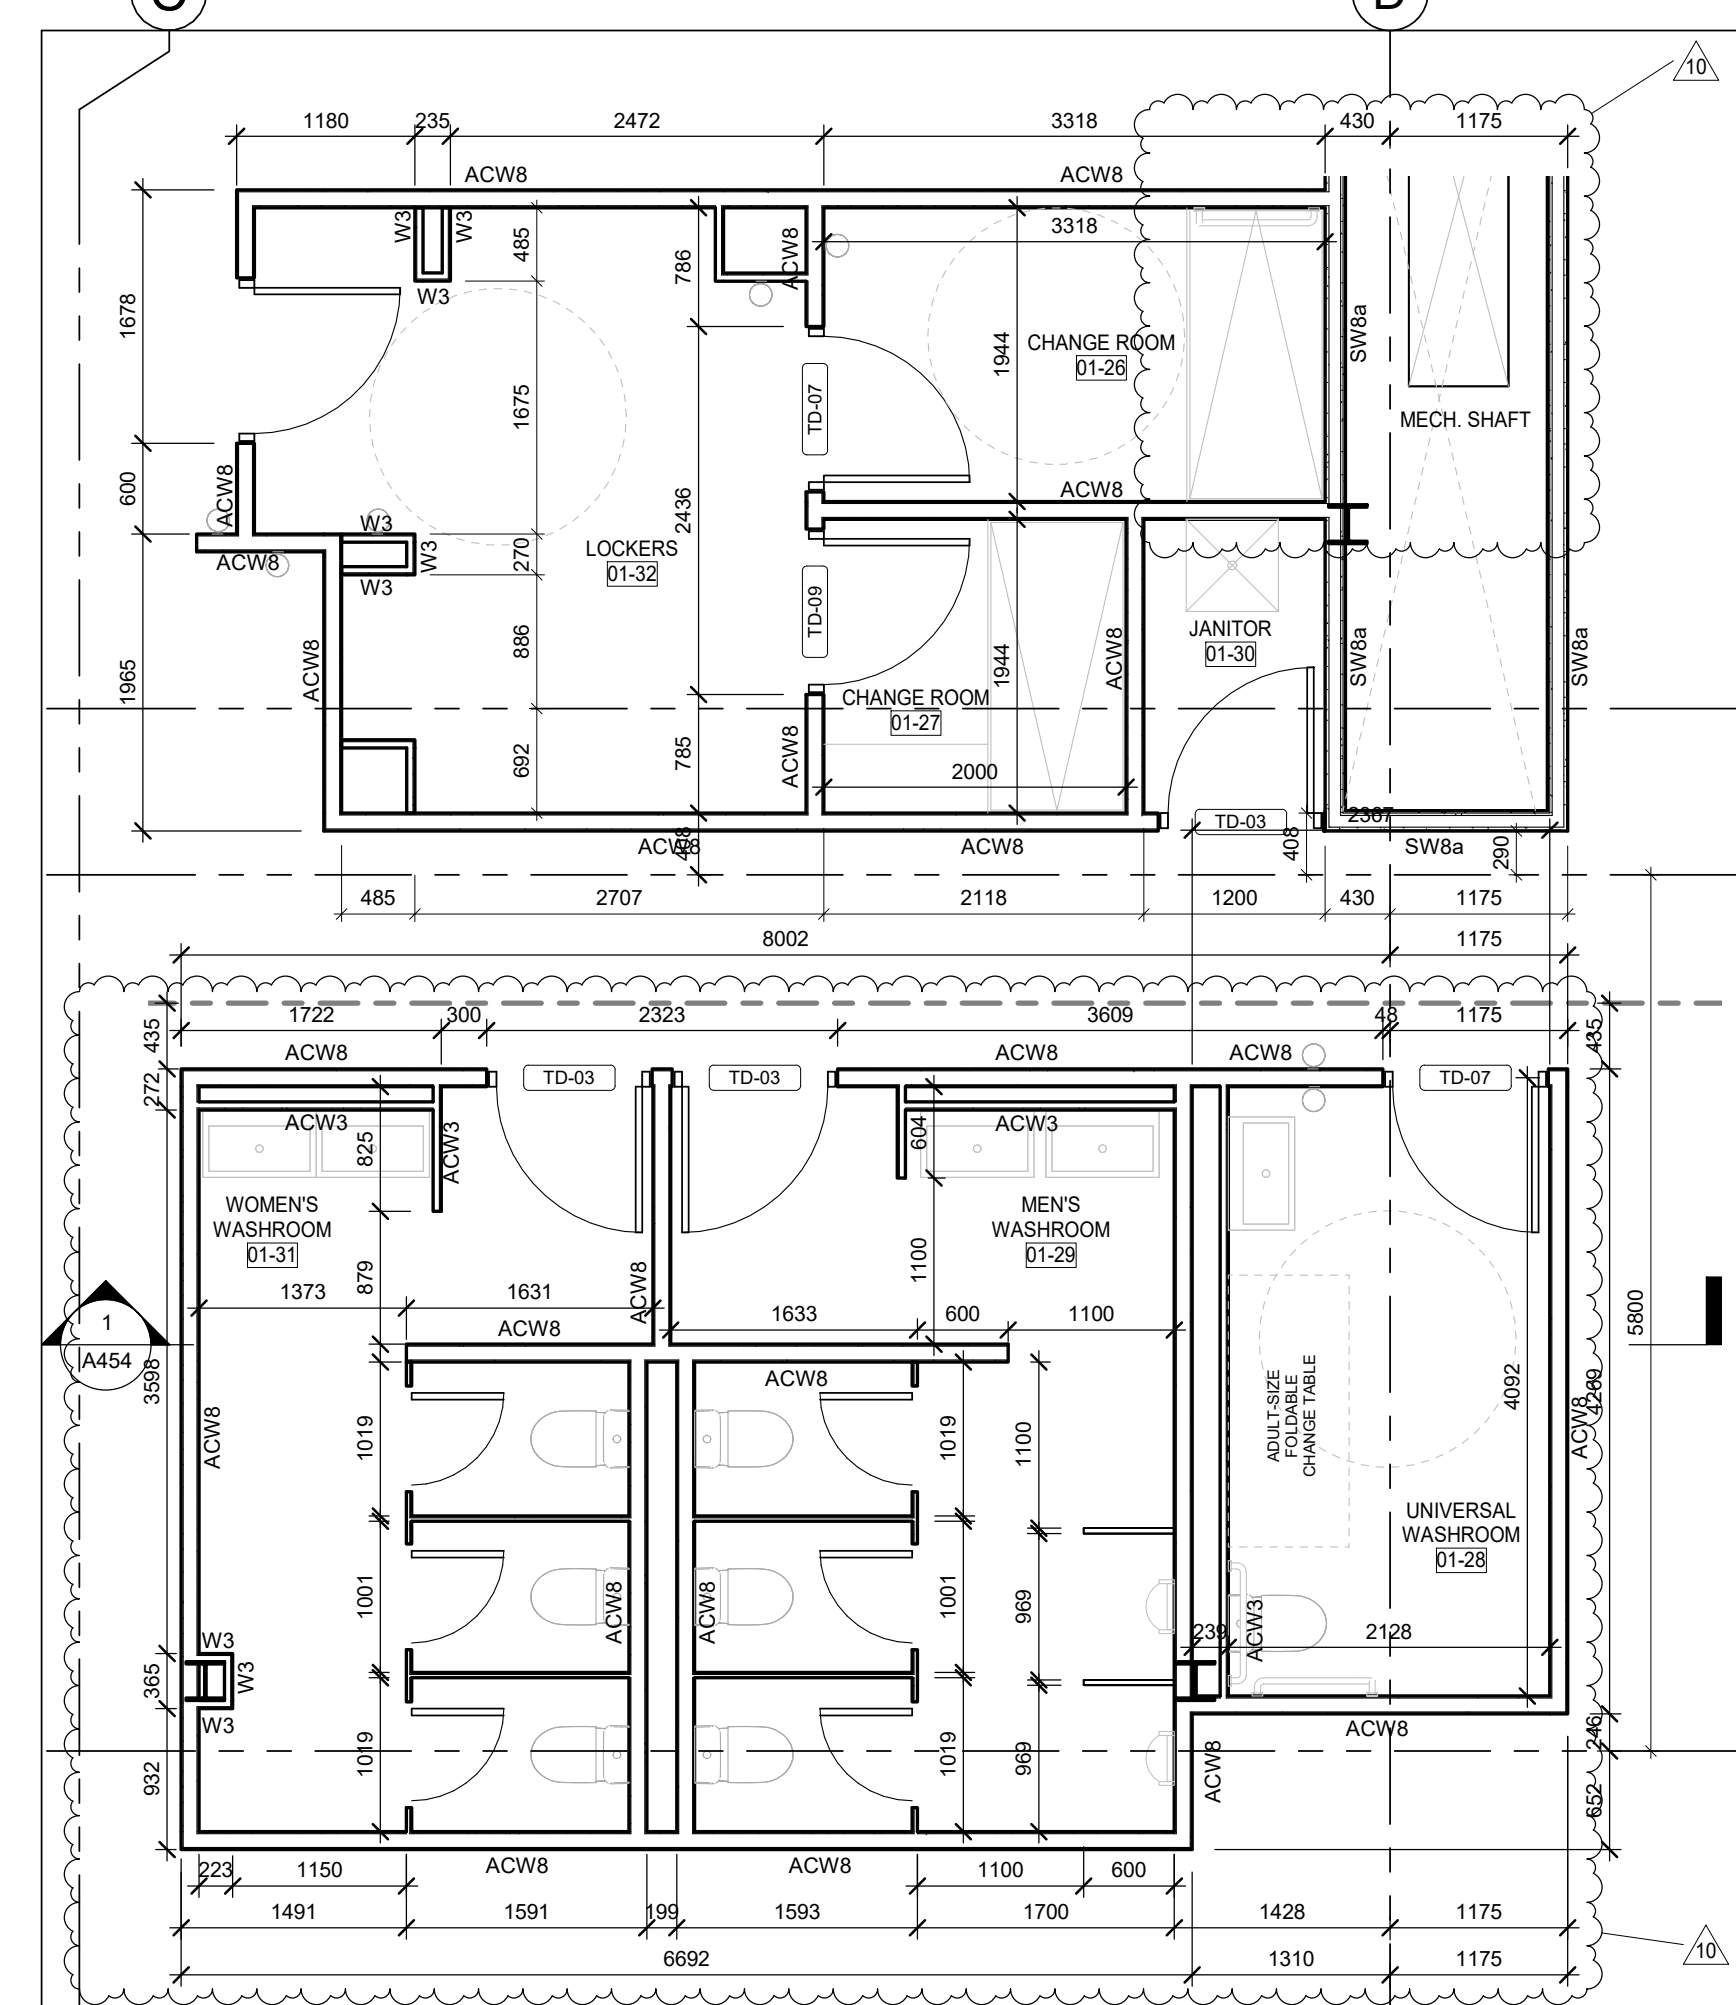 10
1180
235
2472
3318
430
1175
ACW8
ACW8
W3
W3
W3
485
786
ACW8
3318
1678
1675
1944
CHANGE ROOM
01-26
SW8a
MECH. SHAFT
TD-07
600
ACW8
ACW8
W3
W3
W3
270
2436
LOCKERS
01-32
ACW8
TD-09
JANITOR
01-30
1965
ACW8
886
1944
ACW8
SW8a
SW8a
CHANGE ROOM
01-27
692
785
ACW8
2000
TD-03
2367
ACW8
408
ACW8
408
SW8a
290
485
2707
2118
1200
430
1175
8002
1175
435
1722
300
2323
3609
48
1175
435
272
ACW8
ACW8
ACW8
TD-03
TD-03
TD-07
ACW3
825
ACW3
604
ACW3
WOMEN'S
WASHROOM
01-31
MEN'S
WASHROOM
01-29
879
1100
1373
1631
ACW8
1633
600
1100
5800
1
A454
3598
ACW8
ACW8
ACW8
1019
1019
1100
ADULT-SIZE
FOLDABLE
CHANGE TABLE
4092
ACW8
4269
UNIVERSAL
WASHROOM
01-28
1001
ACW8
ACW8
1001
969
239
ACW3
2128
W3
W3
W3
365
932
1019
1019
969
ACW8
ACW8
246
652
223
1150
ACW8
ACW8
1100
600
1491
1591
199
1593
1700
1428
1175
10
6692
1310
1175